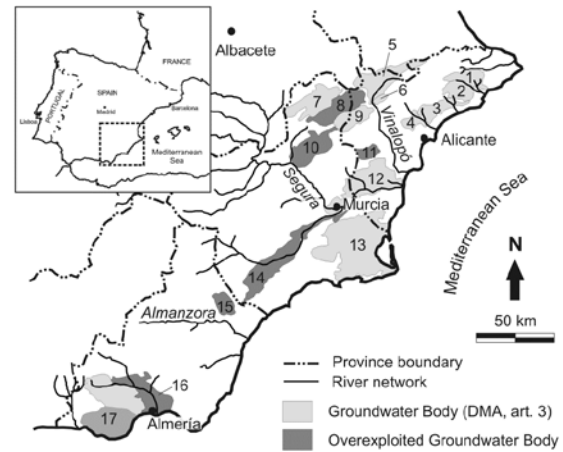 FRANCE
SPAIN
PORTUGAL
Madrid
Barcelona
Lisboa
Mediterranean
Sea
Albacete
5
1
2
6
7
8
3
4
9
Vinalopó
Alicante
10
11
12
Segura
Murcia
13
Mediterranean Sea
N
14
50 km
15
Almanzora
16
17
Almería
Province boundary
River network
Groundwater Body (DMA, art. 3)
Overexploited Groundwater Body